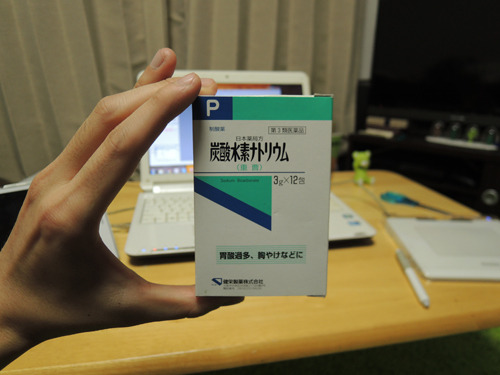 P
制酸薬
日本薬局方
第3類医薬品
炭酸水素ナトリウム
(重曹)
Sodium Bicarbonate
3g×12包
胃酸過多、胸やけなどに
健栄製薬株式会社